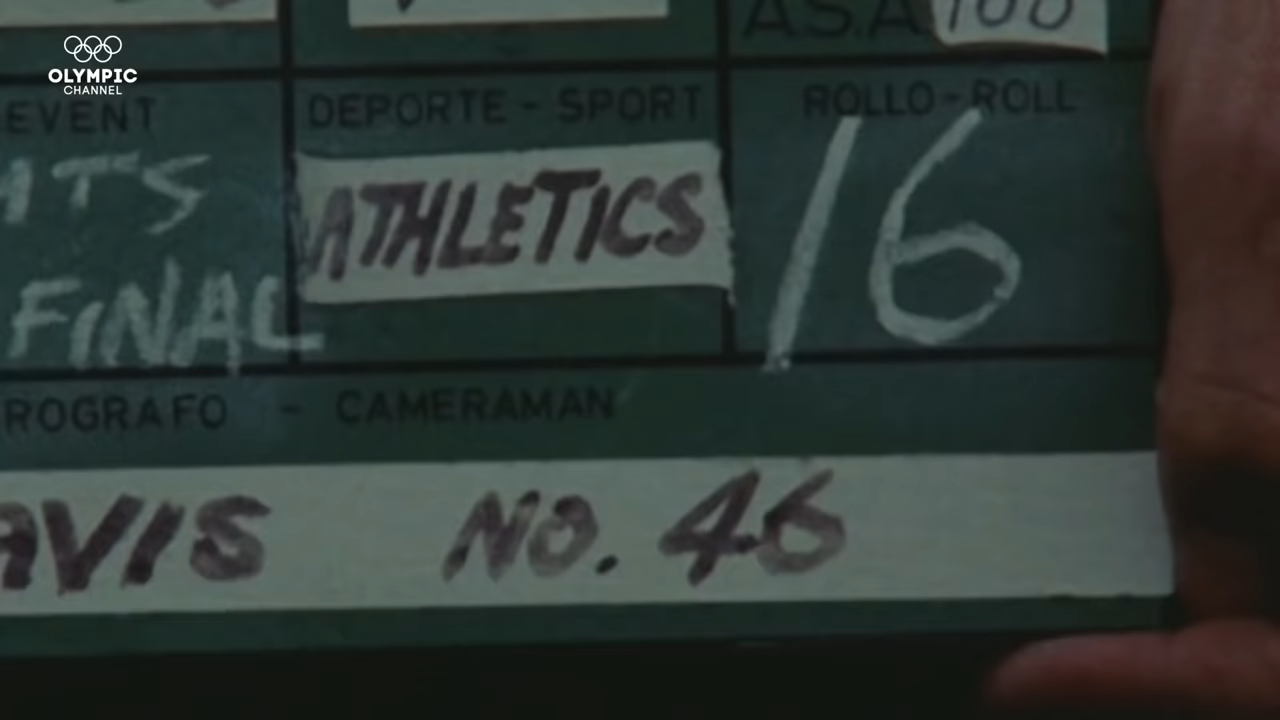 OLYMPIC
CHANNEL
A.S.A. 100
EVENT
DEPORTE - SPORT
ROLLO - ROLL
ATHLETICS
16
FINAL
CAMERAMAN
NO. 46